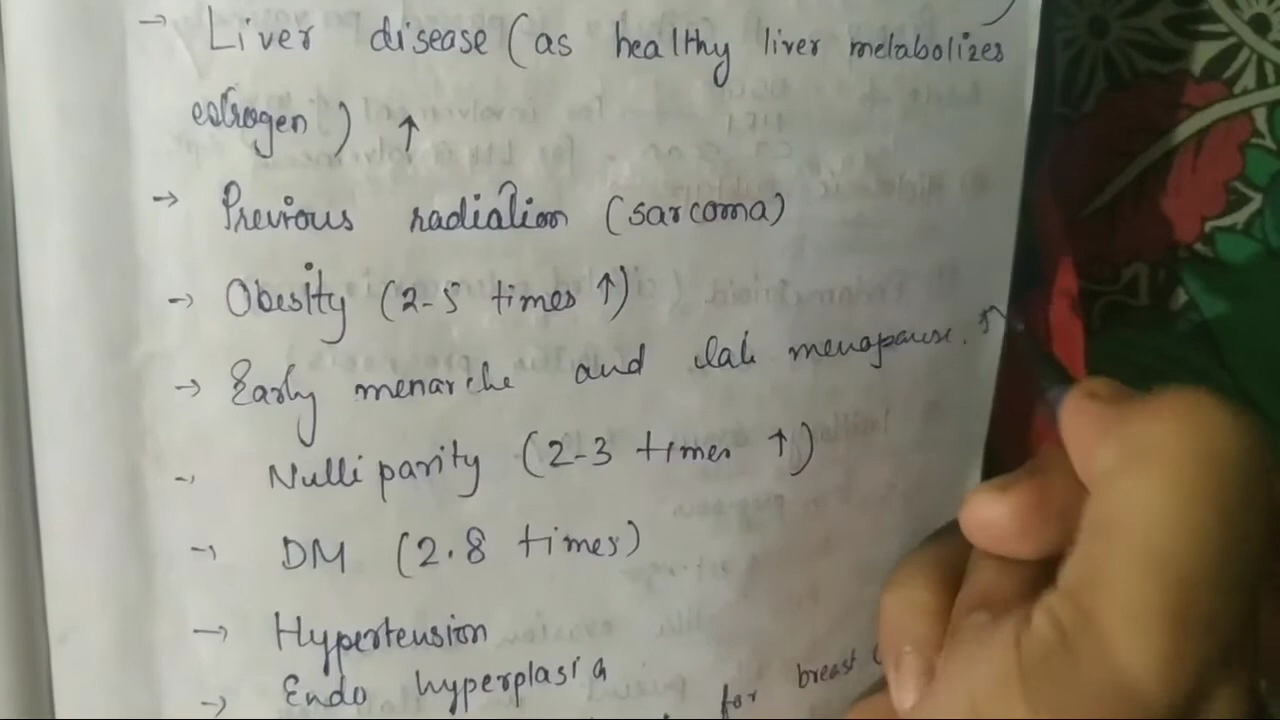 → Liver disease (as healthy liver metabolizes
estrogen) ↑
→ Previous radiation (sarcoma)
→ Obesity (2-5 times ↑)
→ Early menarche and late menopause. ↑
→ Nulliparity (2-3 times ↑)
→ DM (2.8 times)
→ Hypertension
→ Endo hyperplasia
for breast (